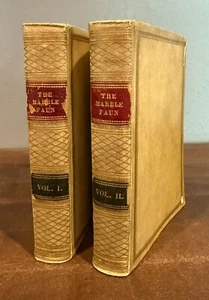 THE
MARBLE
FAUN
VOL. I.
THE
MARBLE
FAUN
VOL. II.